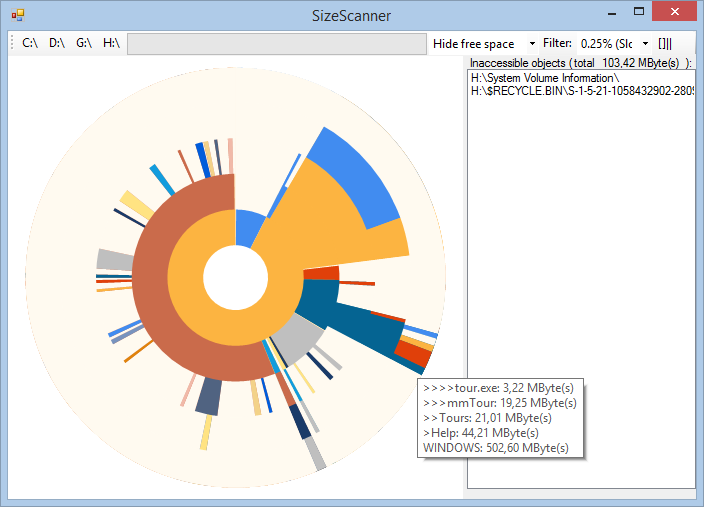 SizeScanner
C:\ D:\ G:\ H:\ Hide free space Filter: 0.25% (Slc []||
Inaccessible objects (total 103,42 MByte(s) ):
H:\System Volume Information\
H:\$RECYCLE.BIN\S-1-5-21-1058432902-2805
>>>>tour.exe: 3,22 MByte(s)
>>>mmTour: 19,25 MByte(s)
>>Tours: 21,01 MByte(s)
>Help: 44,21 MByte(s)
WINDOWS: 502,60 MByte(s)